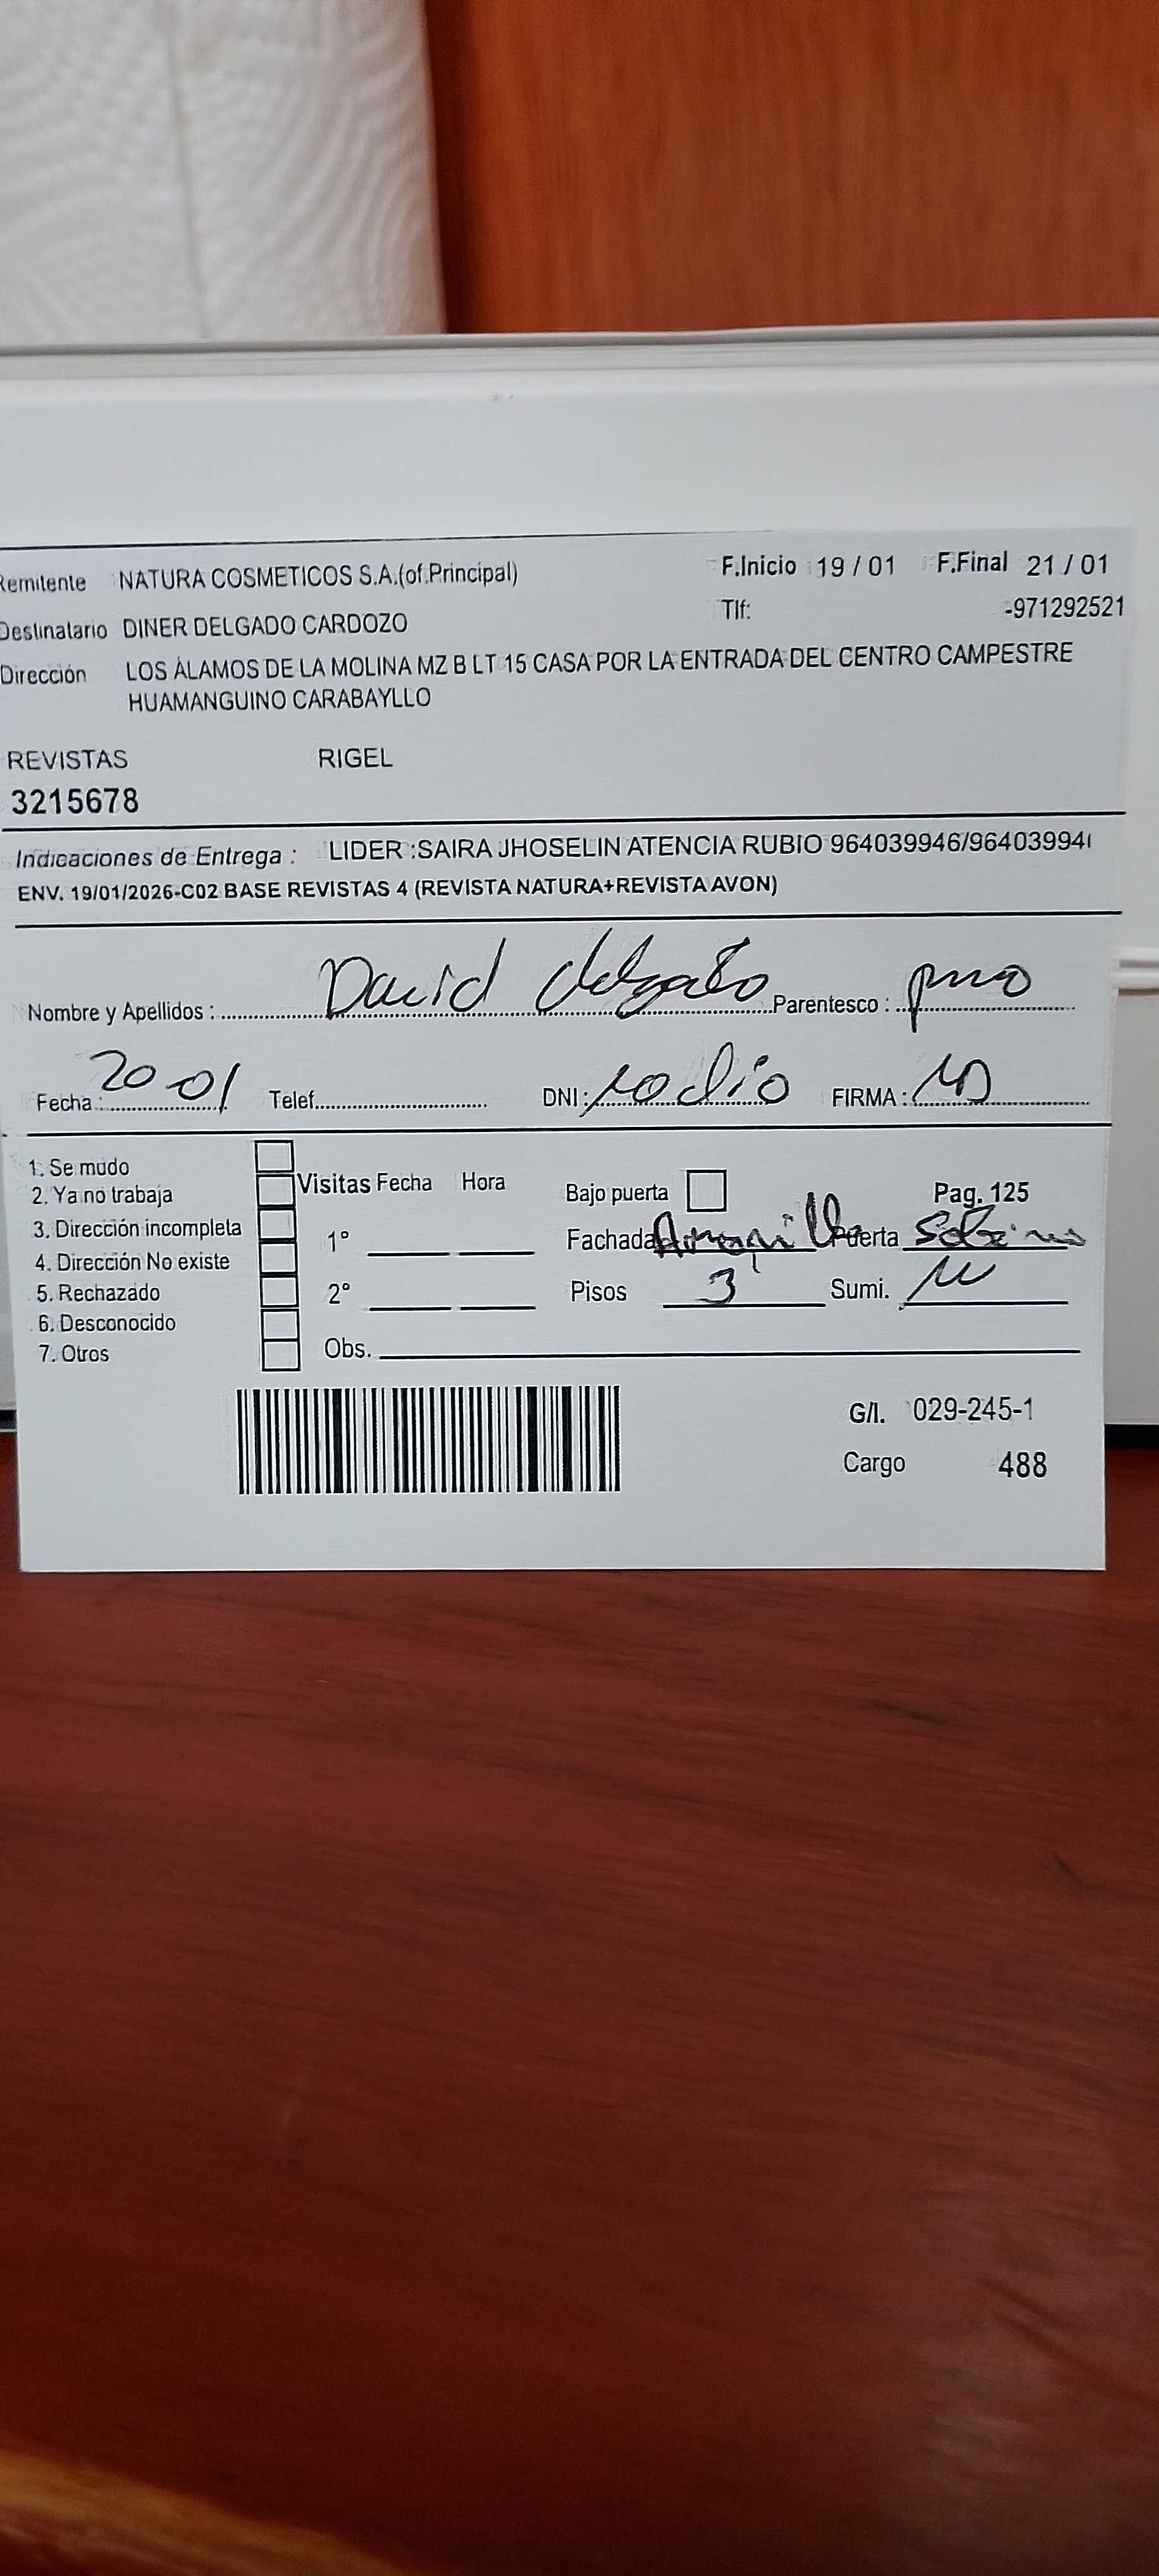 Remitente NATURA COSMETICOS S.A.(of.Principal) F.Inicio 19 / 01 F.Final 21 / 01
Tlf: -971292521
Destinatario DINER DELGADO CARDOZO
Dirección LOS ÁLAMOS DE LA MOLINA MZ B LT 15 CASA POR LA ENTRADA DEL CENTRO CAMPESTRE
HUAMANGUINO CARABAYLLO
REVISTAS RIGEL
3215678
Indicaciones de Entrega : LIDER :SAIRA JHOSELIN ATENCIA RUBIO 964039946/96403994
ENV. 19/01/2026-C02 BASE REVISTAS 4 (REVISTA NATURA+REVISTA AVON)
Nombre y Apellidos : David delgado Parentesco :
Fecha : 20-01 Telef. DNI : no dio FIRMA :
1. Se mudo
2. Ya no trabaja
3. Dirección incompleta
4. Dirección No existe
5. Rechazado
6. Desconocido
7. Otros
Visitas Fecha Hora
1°
2°
Obs.
Bajo puerta Pag. 125
Fachada Puerta
Pisos 3 Sumi.
G/I. 029-245-1
Cargo 488